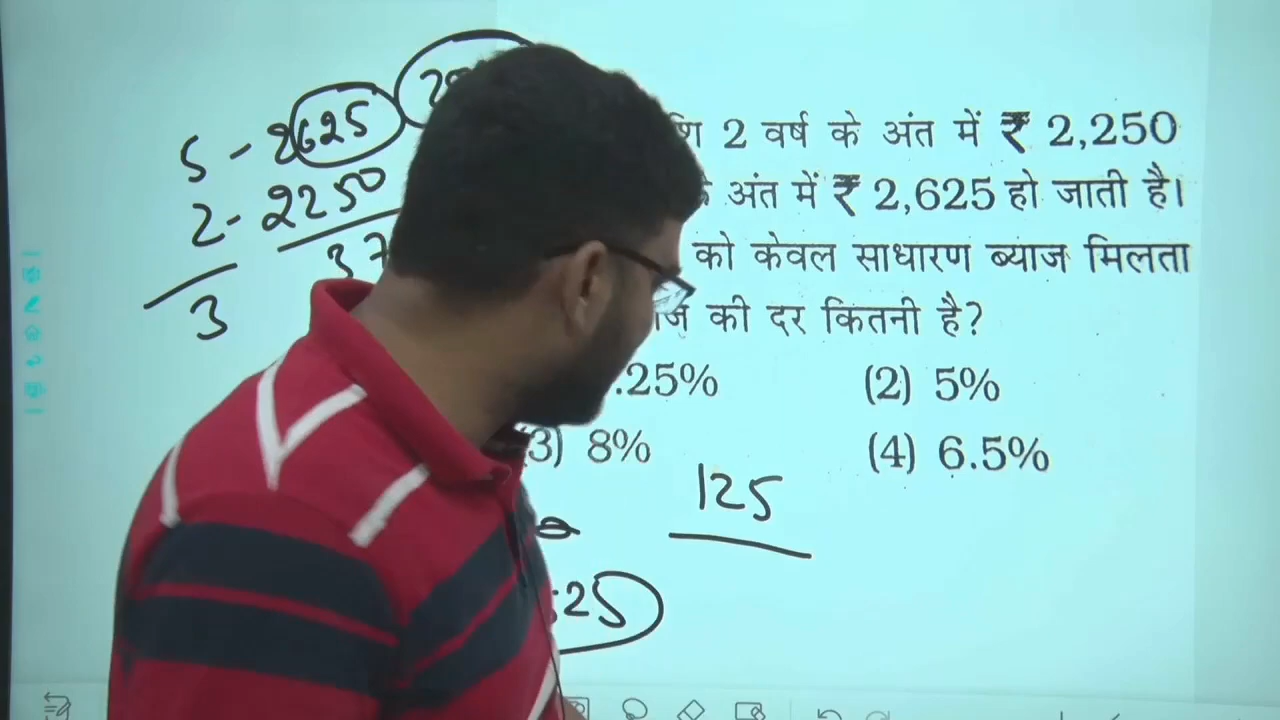 5 - 2625
2 - 2250
3
2 वर्ष के अंत में ₹ 2,250
अंत में ₹ 2,625 हो जाती है।
को केवल साधारण ब्याज मिलता
की दर कितनी है?
.25% (2) 5%
(3) 8% (4) 6.5%
125